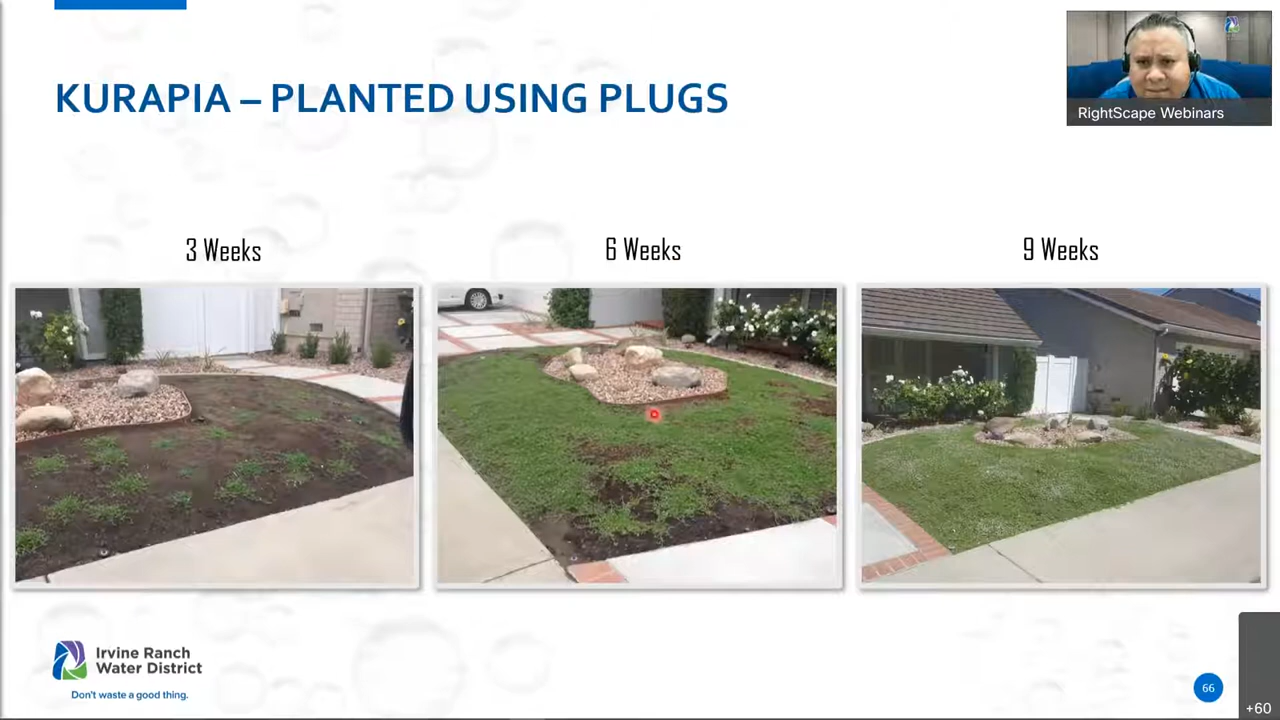 KURAPIA – PLANTED USING PLUGS
RightScape Webinars
3 Weeks
6 Weeks
9 Weeks
Irvine Ranch
Water District
Don't waste a good thing.
66
+60